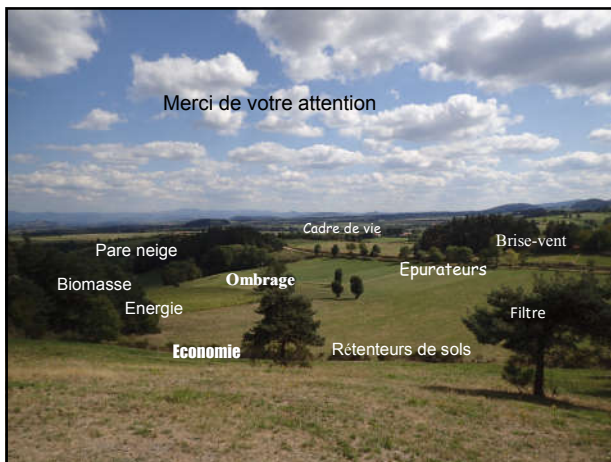 Merci de votre attention
Cadre de vie
Pare neige
Brise-vent
Biomasse
Ombrage
Epurateurs
Energie
Filtre
Economie
Rétenteurs de sols